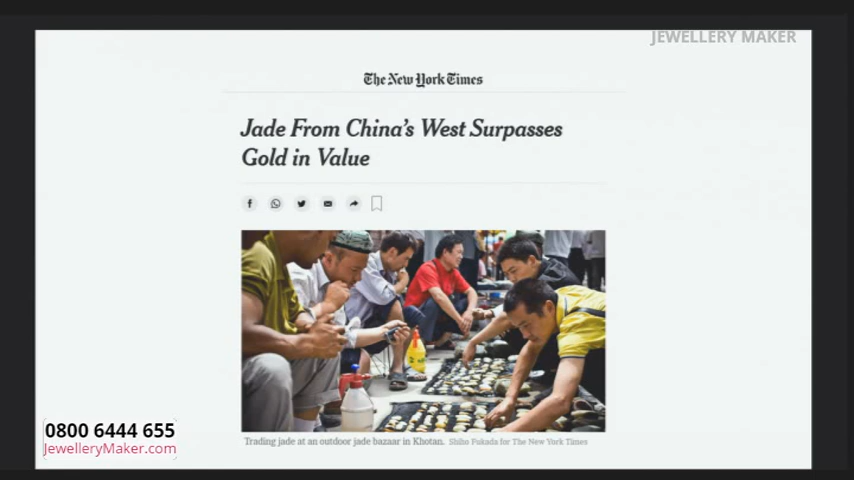 JEWELLERY MAKER
The New York Times
Jade From China's West Surpasses
Gold in Value
Trading jade at an outdoor jade bazaar in Khotan. Shiho Fukada for The New York Times
0800 6444 655
JewelleryMaker.com